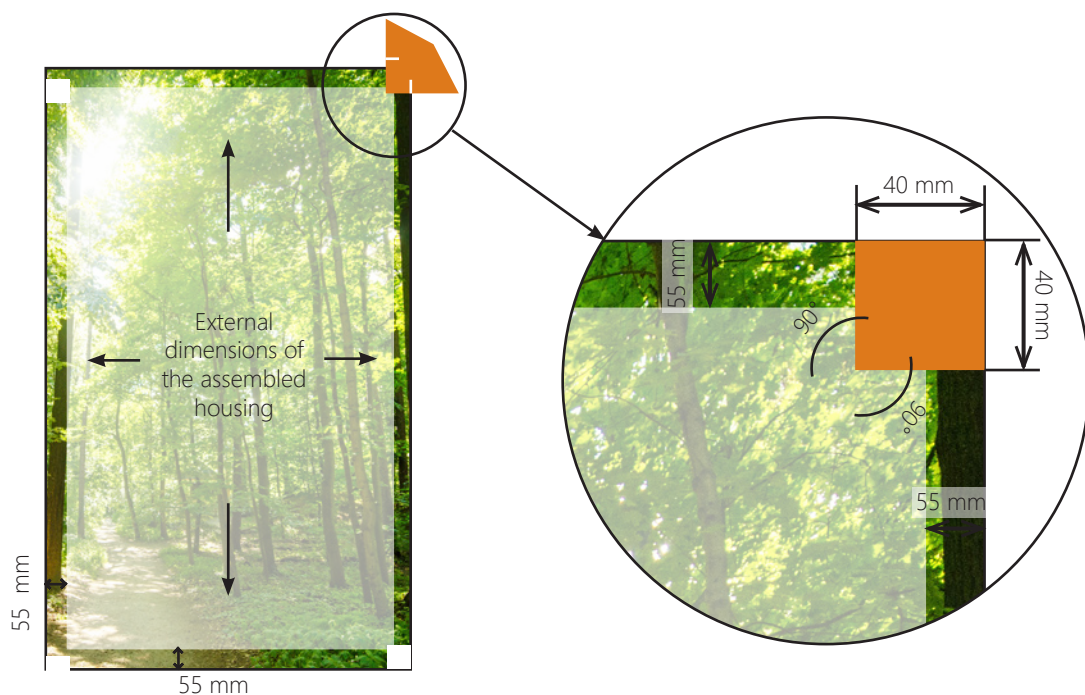 External
dimensions of
the assembled
housing
55 mm
55 mm
40 mm
40 mm
55 mm
90°
90°
55 mm